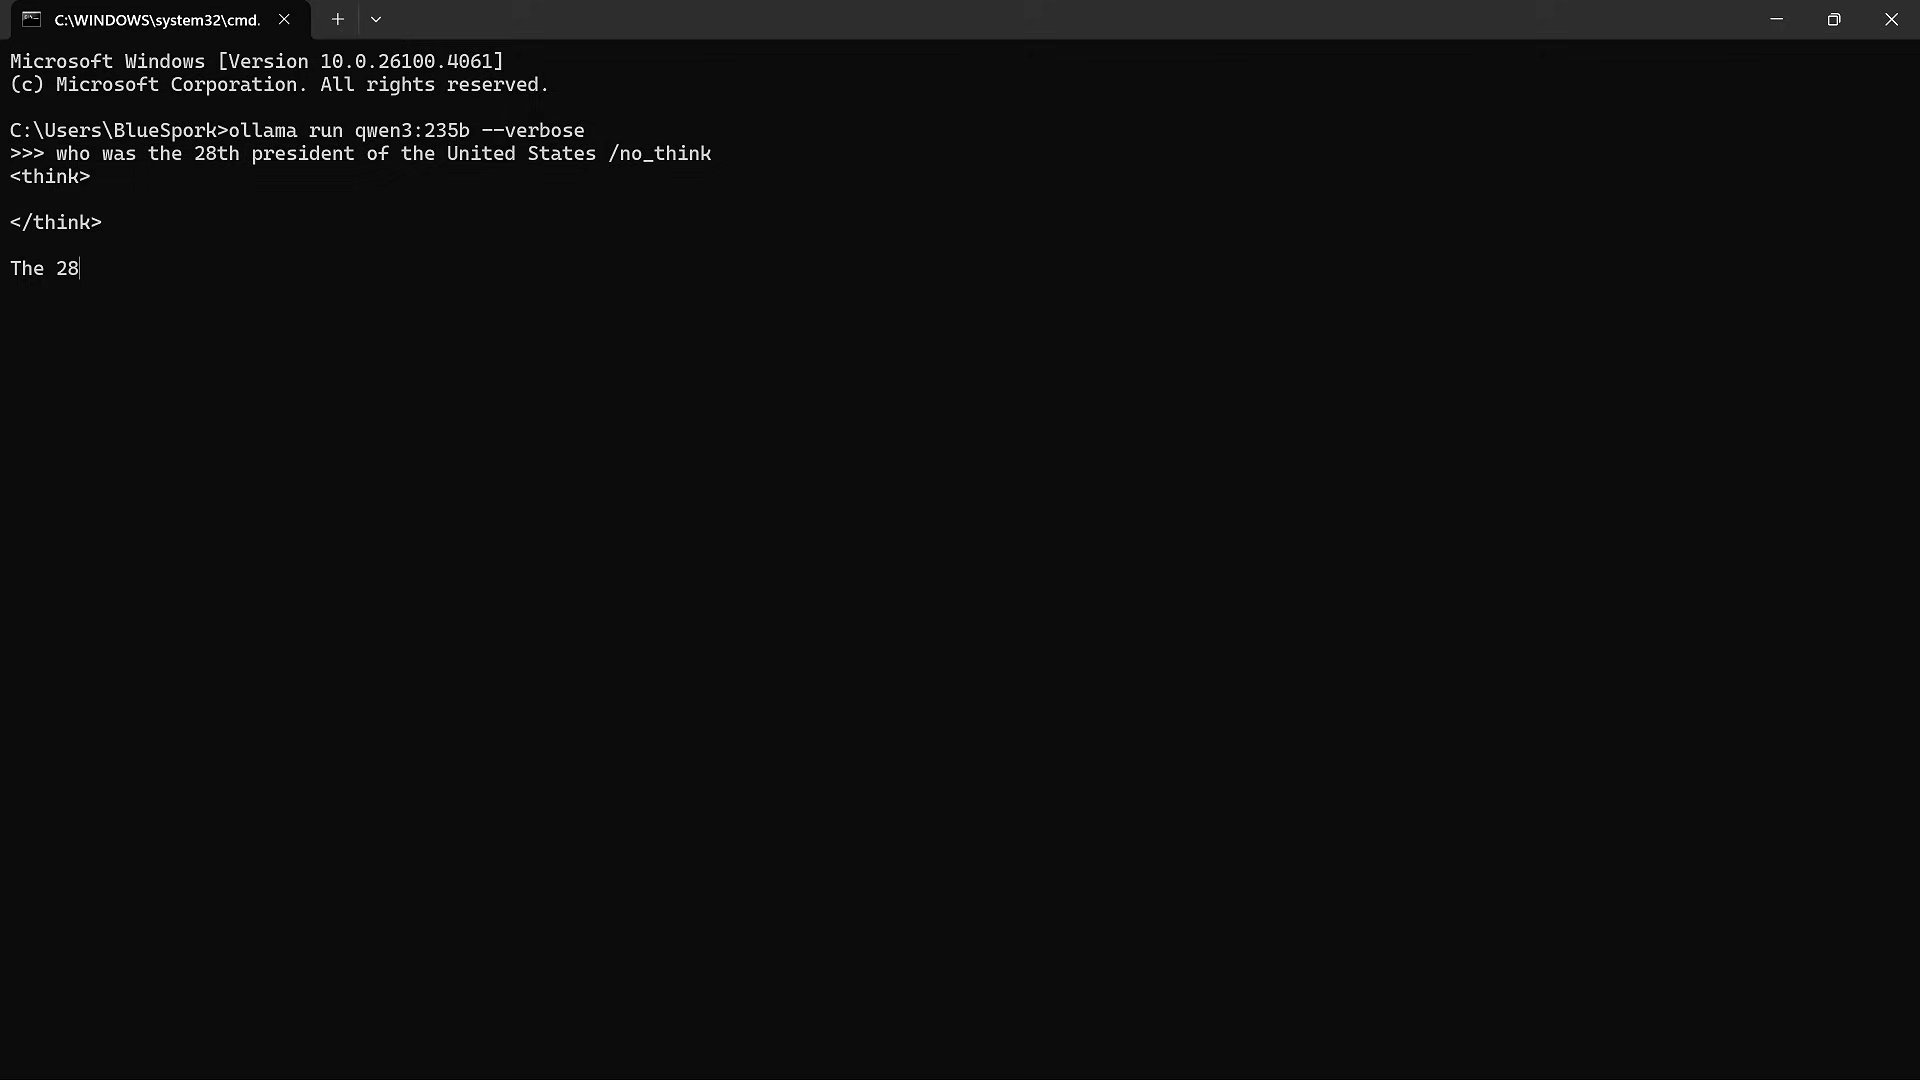 C:\WINDOWS\system32\cmd.
Microsoft Windows [Version 10.0.26100.4061]
(c) Microsoft Corporation. All rights reserved.
C:\Users\BlueSpork>ollama run qwen3:235b --verbose
>>> who was the 28th president of the United States /no_think
<think>
</think>
The 28